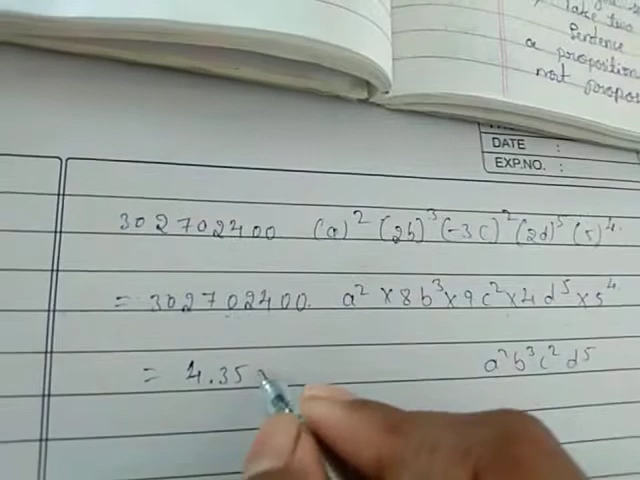 take two
Sentence
a proposition
not propos
DATE :
EXP.NO. :
302702400 (a)² (2b)³ (-3c)² (2d)⁵ (5)⁴
= 302702400. a² × 8b³ × 9c² × 4d⁵ × 5⁴
= 4.35 a²b³c²d⁵